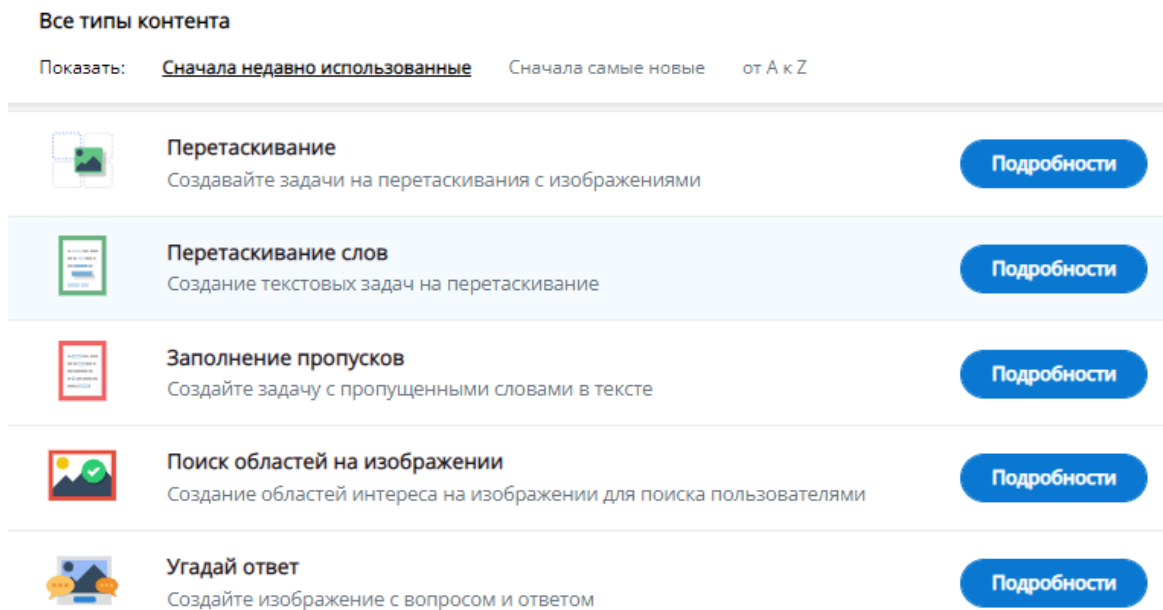 Все типы контента
Показать: Сначала недавно использованные Сначала самые новые от A к Z
Перетаскивание
Создавайте задачи на перетаскивания с изображениями
Подробности
Перетаскивание слов
Создание текстовых задач на перетаскивание
Подробности
Заполнение пропусков
Создайте задачу с пропущенными словами в тексте
Подробности
Поиск областей на изображении
Создание областей интереса на изображении для поиска пользователями
Подробности
Угадай ответ
Создайте изображение с вопросом и ответом
Подробности